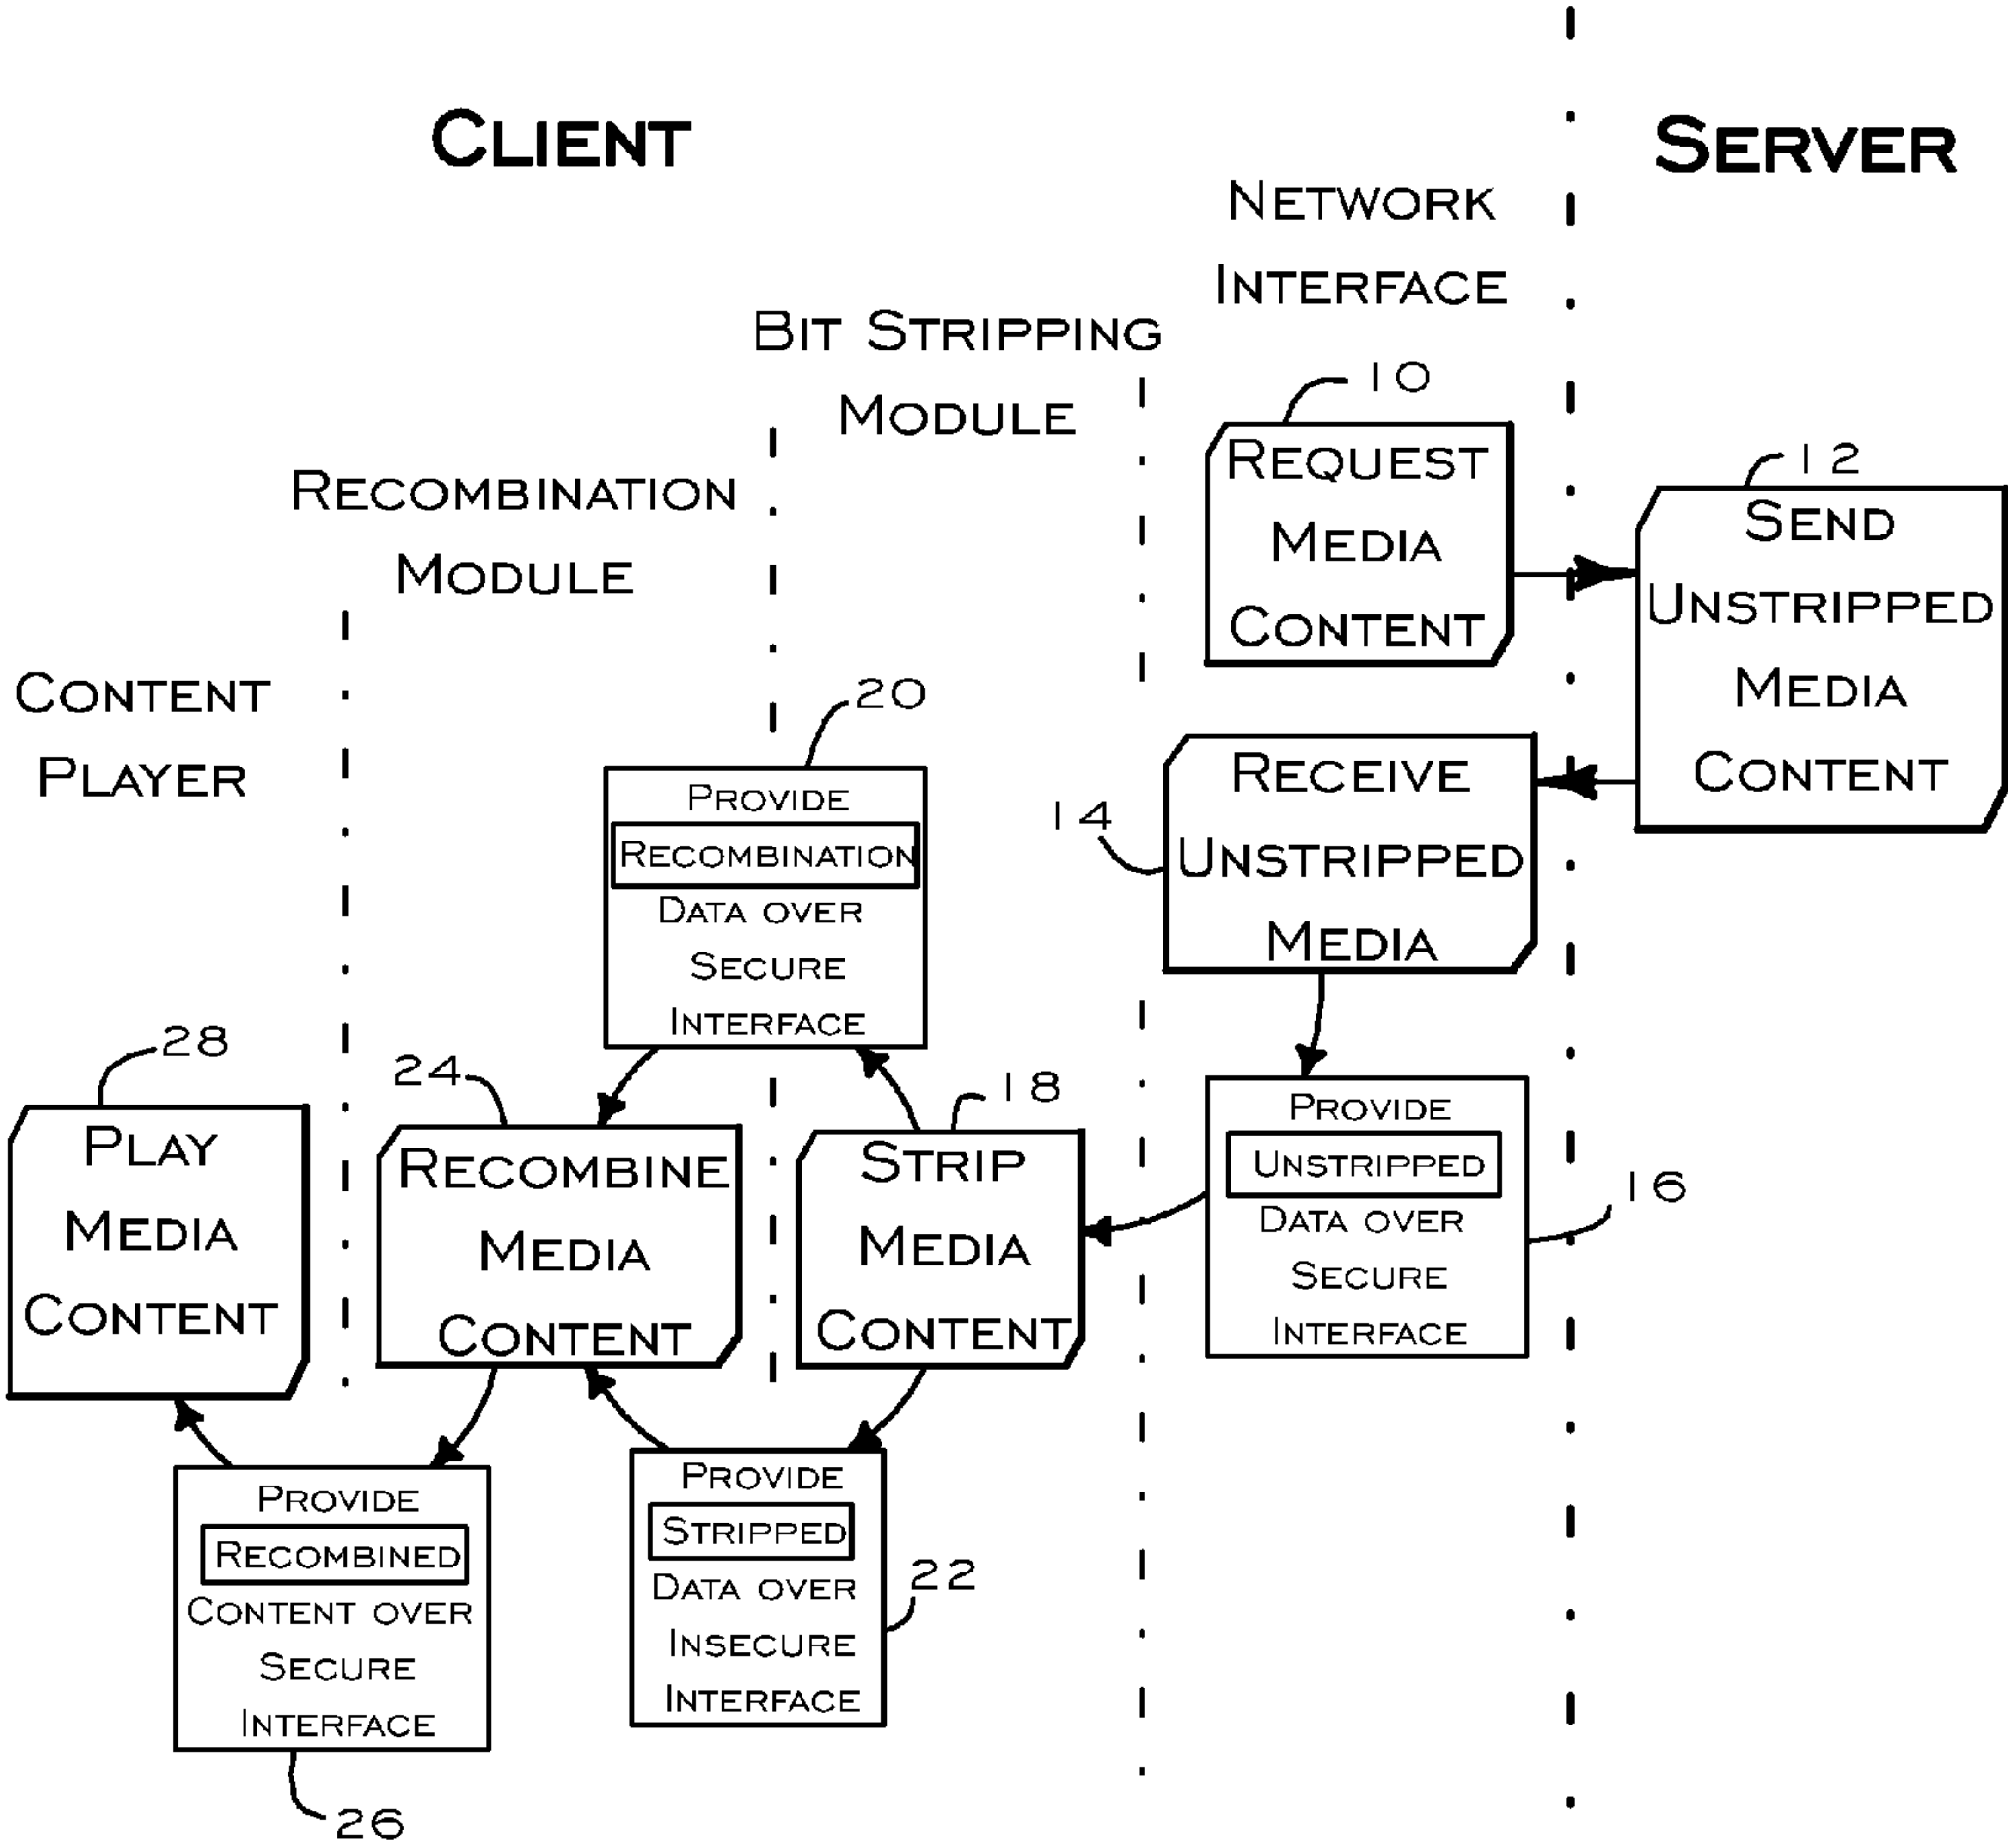 CLIENT
SERVER
NETWORK
INTERFACE
BIT STRIPPING
MODULE
RECOMBINATION
MODULE
CONTENT
PLAYER
10
REQUEST
MEDIA
CONTENT
12
SEND
UNSTRIPPED
MEDIA
CONTENT
14
RECEIVE
UNSTRIPPED
MEDIA
16
PROVIDE
UNSTRIPPED
DATA OVER
SECURE
INTERFACE
18
STRIP
MEDIA
CONTENT
20
PROVIDE
RECOMBINATION
DATA OVER
SECURE
INTERFACE
22
PROVIDE
STRIPPED
DATA OVER
INSECURE
INTERFACE
24
RECOMBINE
MEDIA
CONTENT
26
PROVIDE
RECOMBINED
CONTENT OVER
SECURE
INTERFACE
28
PLAY
MEDIA
CONTENT